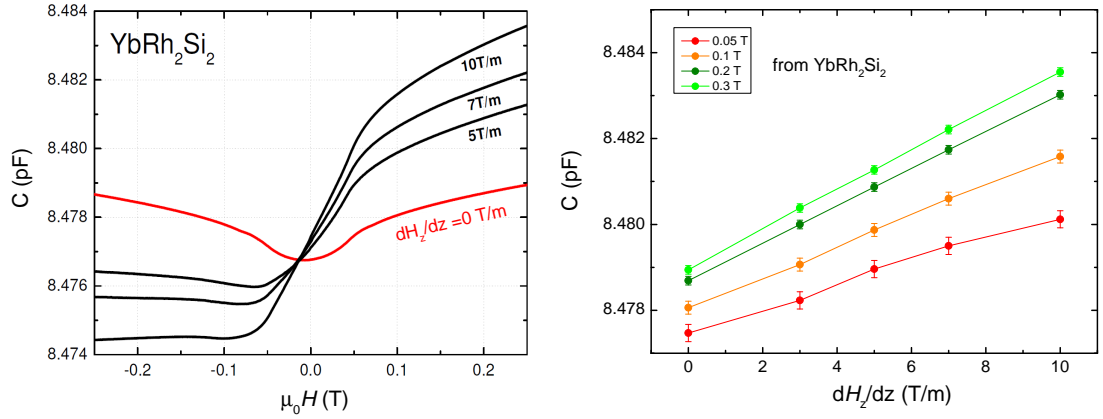 8.484
8.482
8.480
8.478
8.476
8.474
C (pF)
YbRh₂Si₂
10T/m
7T/m
5T/m
dH_z/dz =0 T/m
-0.2
-0.1
0.0
0.1
0.2
μ₀H (T)
8.484
8.482
8.480
8.478
C (pF)
0.05 T
0.1 T
0.2 T
0.3 T
from YbRh₂Si₂
0
2
4
6
8
10
dH_z/dz (T/m)